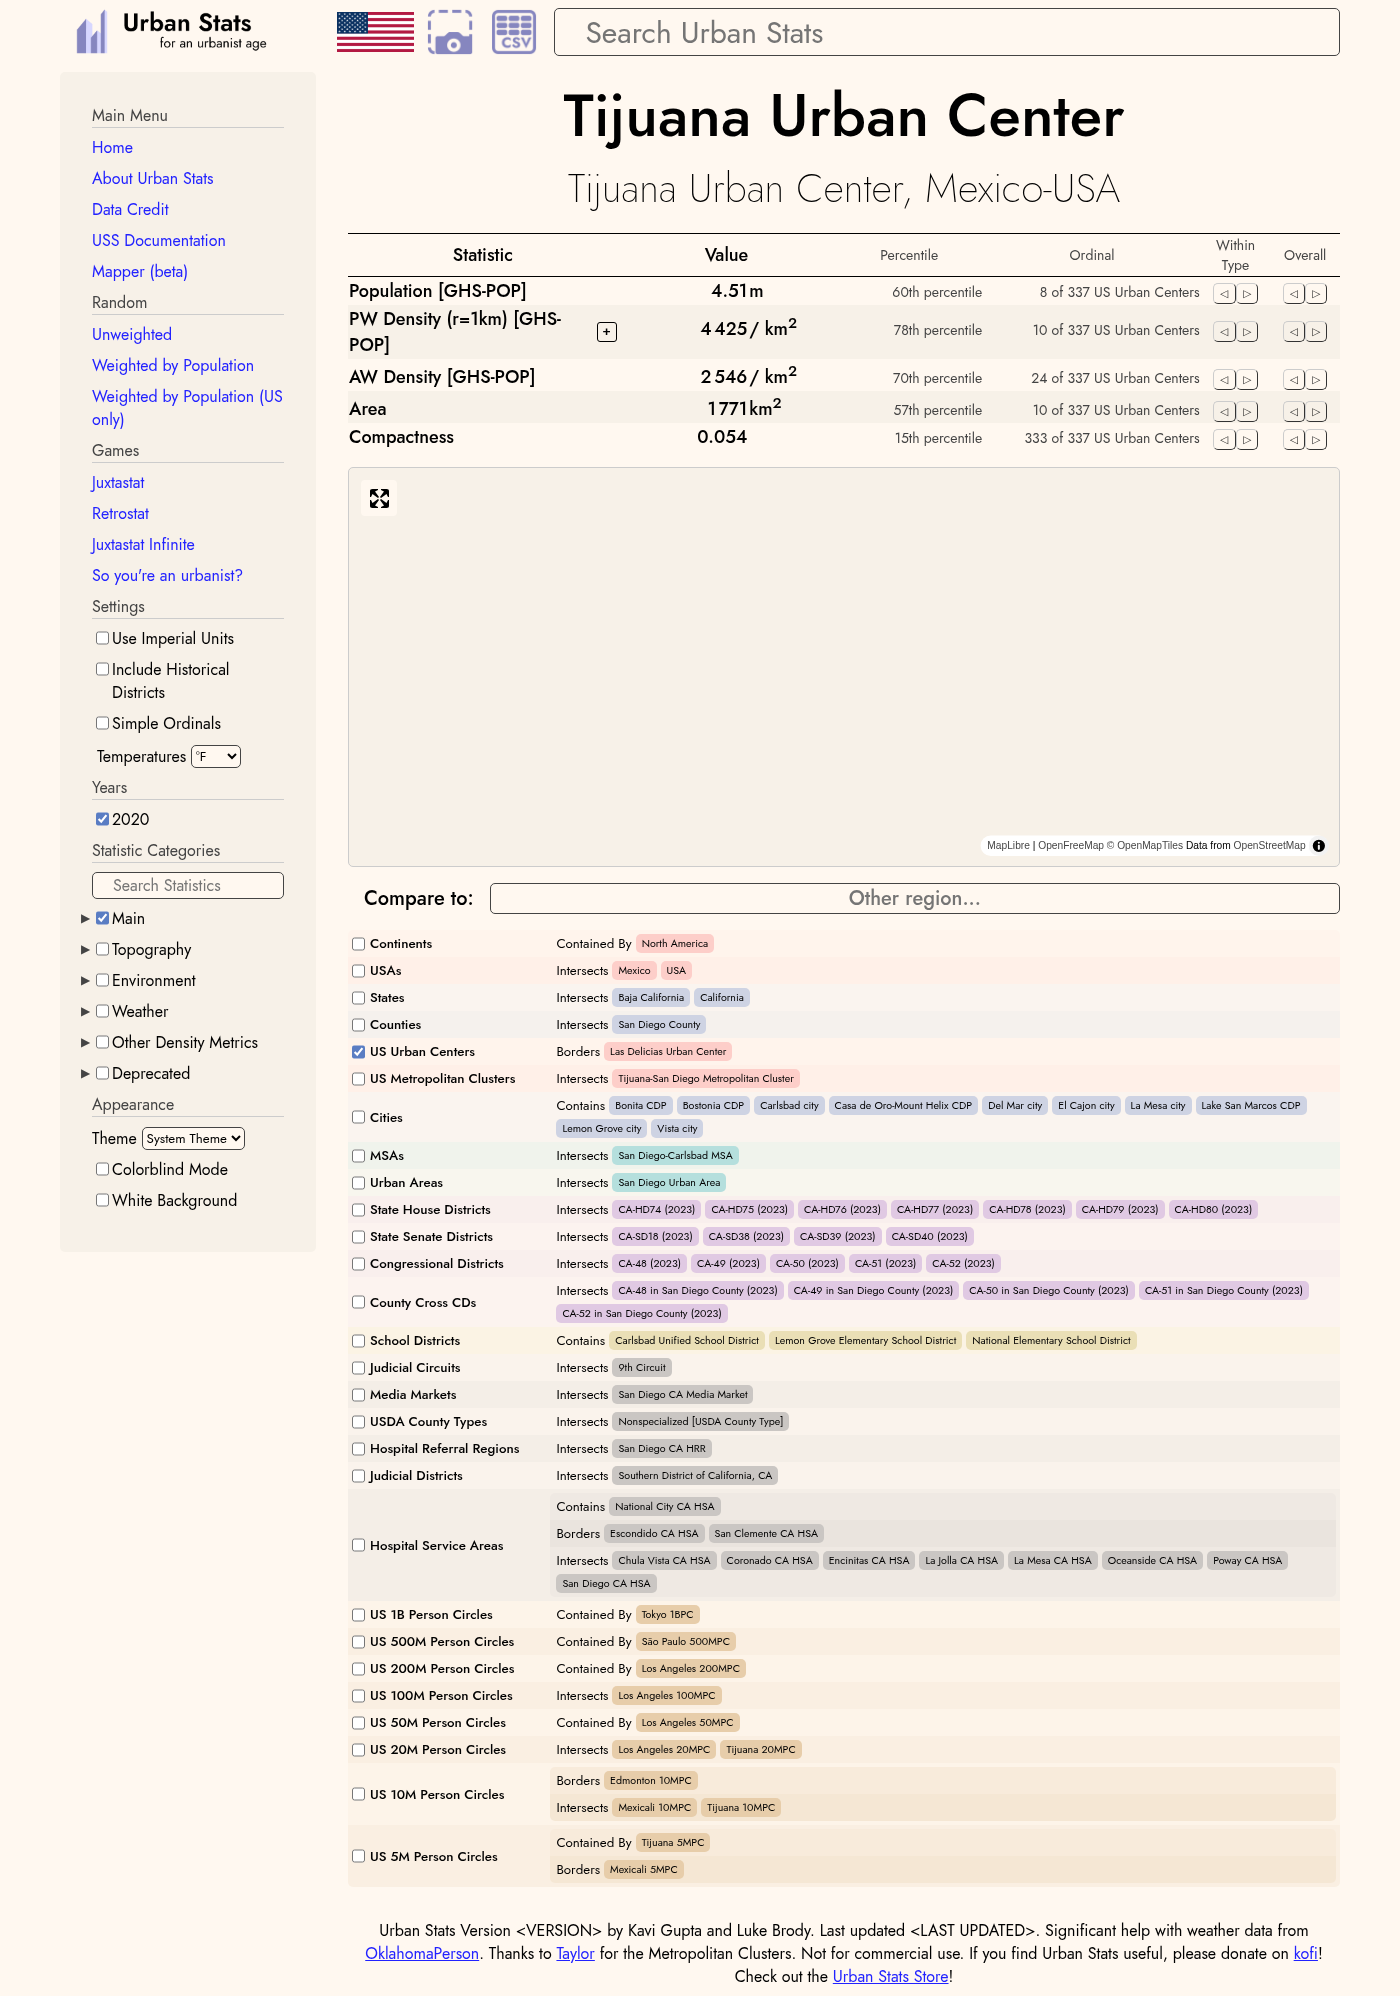 Urban Stats
for an urbanist age
CSV
Search Urban Stats
Main Menu
Home
About Urban Stats
Data Credit
USS Documentation
Mapper (beta)
Random
Unweighted
Weighted by Population
Weighted by Population (US
only)
Games
Juxtastat
Retrostat
Juxtastat Infinite
So you're an urbanist?
Settings
Use Imperial Units
Include Historical
Districts
Simple Ordinals
Temperatures °F
Years
2020
Statistic Categories
Search Statistics
Main
Topography
Environment
Weather
Other Density Metrics
Deprecated
Appearance
Theme System Theme
Colorblind Mode
White Background
Tijuana Urban Center
Tijuana Urban Center, Mexico-USA
Statistic Value Percentile Ordinal Within Type Overall
Population [GHS-POP] 4.51m 60th percentile 8 of 337 US Urban Centers
PW Density (r=1km) [GHS-
POP] + 4 425/ km2 78th percentile 10 of 337 US Urban Centers
AW Density [GHS-POP] 2 546/ km2 70th percentile 24 of 337 US Urban Centers
Area 1 771km2 57th percentile 10 of 337 US Urban Centers
Compactness 0.054 15th percentile 333 of 337 US Urban Centers
MapLibre | OpenFreeMap © OpenMapTiles Data from OpenStreetMap
Compare to: Other region...
Continents Contained By North America
USAs Intersects Mexico USA
States Intersects Baja California California
Counties Intersects San Diego County
US Urban Centers Borders Las Delicias Urban Center
US Metropolitan Clusters Intersects Tijuana-San Diego Metropolitan Cluster
Cities Contains Bonita CDP Bostonia CDP Carlsbad city Casa de Oro-Mount Helix CDP Del Mar city El Cajon city La Mesa city Lake San Marcos CDP
Lemon Grove city Vista city
MSAs Intersects San Diego-Carlsbad MSA
Urban Areas Intersects San Diego Urban Area
State House Districts Intersects CA-HD74 (2023) CA-HD75 (2023) CA-HD76 (2023) CA-HD77 (2023) CA-HD78 (2023) CA-HD79 (2023) CA-HD80 (2023)
State Senate Districts Intersects CA-SD18 (2023) CA-SD38 (2023) CA-SD39 (2023) CA-SD40 (2023)
Congressional Districts Intersects CA-48 (2023) CA-49 (2023) CA-50 (2023) CA-51 (2023) CA-52 (2023)
County Cross CDs Intersects CA-48 in San Diego County (2023) CA-49 in San Diego County (2023) CA-50 in San Diego County (2023) CA-51 in San Diego County (2023)
CA-52 in San Diego County (2023)
School Districts Contains Carlsbad Unified School District Lemon Grove Elementary School District National Elementary School District
Judicial Circuits Intersects 9th Circuit
Media Markets Intersects San Diego CA Media Market
USDA County Types Intersects Nonspecialized [USDA County Type]
Hospital Referral Regions Intersects San Diego CA HRR
Judicial Districts Intersects Southern District of California, CA
Hospital Service Areas Contains National City CA HSA
Borders Escondido CA HSA San Clemente CA HSA
Intersects Chula Vista CA HSA Coronado CA HSA Encinitas CA HSA La Jolla CA HSA La Mesa CA HSA Oceanside CA HSA Poway CA HSA
San Diego CA HSA
US 1B Person Circles Contained By Tokyo 1BPC
US 500M Person Circles Contained By São Paulo 500MPC
US 200M Person Circles Contained By Los Angeles 200MPC
US 100M Person Circles Intersects Los Angeles 100MPC
US 50M Person Circles Contained By Los Angeles 50MPC
US 20M Person Circles Intersects Los Angeles 20MPC Tijuana 20MPC
US 10M Person Circles Borders Edmonton 10MPC
Intersects Mexicali 10MPC Tijuana 10MPC
US 5M Person Circles Contained By Tijuana 5MPC
Borders Mexicali 5MPC
Urban Stats Version <VERSION> by Kavi Gupta and Luke Brody. Last updated <LAST UPDATED>. Significant help with weather data from
OklahomaPerson. Thanks to Taylor for the Metropolitan Clusters. Not for commercial use. If you find Urban Stats useful, please donate on kofi!
Check out the Urban Stats Store!